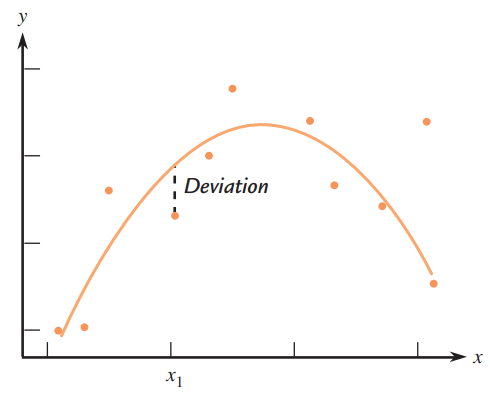 y
Deviation
x
x₁